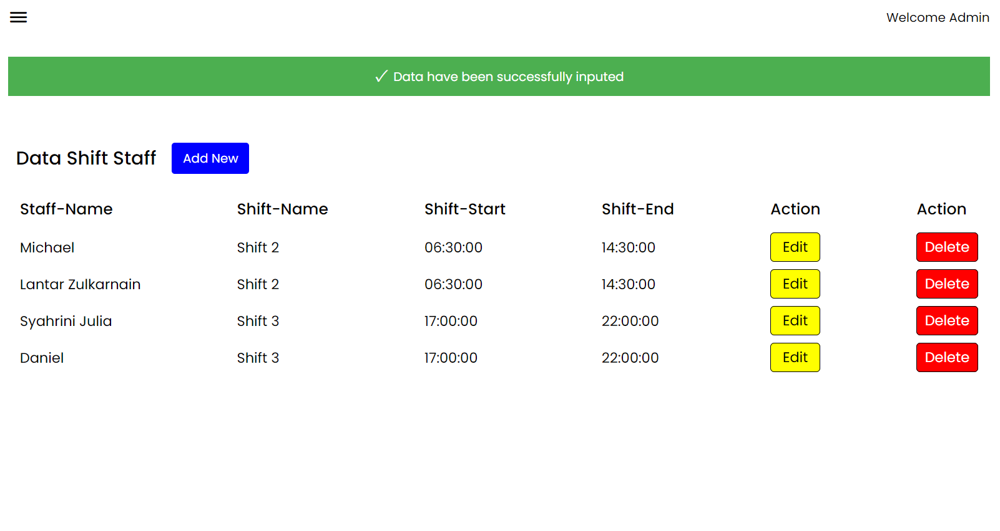 Welcome Admin
✓ Data have been successfully inputed
Data Shift Staff Add New
Staff-Name Shift-Name Shift-Start Shift-End Action Action
Michael Shift 2 06:30:00 14:30:00 Edit Delete
Lantar Zulkarnain Shift 2 06:30:00 14:30:00 Edit Delete
Syahrini Julia Shift 3 17:00:00 22:00:00 Edit Delete
Daniel Shift 3 17:00:00 22:00:00 Edit Delete